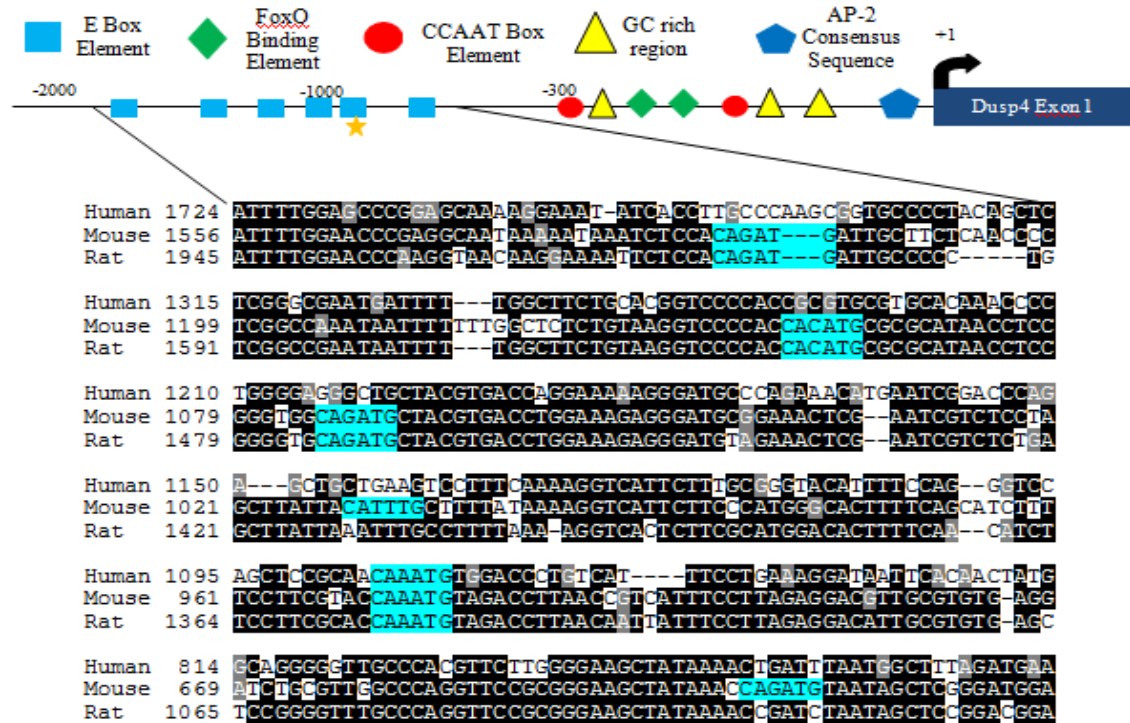 E Box Element
FoxO Binding Element
CCAAT Box Element
GC rich region
AP-2 Consensus Sequence
+1
-2000
-1000
-300
Dusp4 Exon 1
Human 1724 ATTTTGGAGCCCGGAGCAAAAGGAAAT-ATCACCTTGCCCAAGCGGTGCCCCTACAGCTC
Mouse 1556 ATTTTGGAACCCGAGGCAATAAAAATAAATCTCCACAGAT---GATTGCTTCTCAACCCC
Rat 1945 ATTTTGGAACCCAAGGTAACAAGGAAAATTCTCCACAGAT---GATTGCCCCC-----TG
Human 1315 TCGGGCGAATGATTTT---TGGCTTCTGCACGGTCCCCACCGCGTGCGTGCACAAACCCC
Mouse 1199 TCGGCCAAATAATTTTTTTGGCTCTCTGTAAGGTCCCCACCACATGCGCGCATAACCTCC
Rat 1591 TCGGCCGAATAATTTT---TGGCTTCTGTAAGGTCCCCACCACATGCGCGCATAACCTCC
Human 1210 TGGGGAGGGCTGCTACGTGACCAGGAAAAAGGGATGCCCAGAAACATGAATCGGACCCAG
Mouse 1079 GGGTGGCAGATGCTACGTGACCTGGAAAGAGGGATGCGGGAAACTCG--AATCGTCTCCTA
Rat 1479 GGGGTGCAGATGCTACGTGACCTGGAAAGAGGGATGTAGAAACTCG--AATCGTCTCTGA
Human 1150 A---GCTGCTGAAGTCCTTTCAAAAGGTCATTCTTTGCGGGTACATTTTCCAG--GGTCC
Mouse 1021 GCTTATTACATTTGCTTTTATAAAAGGTCATTCTTCCCATGGGCACTTTTCAGCATCTTT
Rat 1421 GCTTATTAAATTTGCCTTTTAAA-AGGTCACTCTTCGCATGGACACTTTTCAA--CATCT
Human 1095 AGCTCCGCAACAAATGTGGACCCTGTCAT----TTCCTGAAAGGATAATTCACAACTATG
Mouse 961 TCCTTCGTACCAAATGTAGACCTTAACCGTCATTTCCTTAGAGGACGTTGCGTGTG-AGG
Rat 1364 TCCTTCGCACCAAATGTAGACCTTAACAATTATTTCCTTAGAGGACATTGCGTGTG-AGC
Human 814 GCAGGGGGTTGCCCACGTTCTTGGGGAAGCTATAAAACTGATTTAATGGCTTTAGATGAA
Mouse 669 ATCTGCGTTGGCCCAGGTTCCGCGGGAAGCTATAAACCAGATGTAATAGCTCGGGATGGA
Rat 1065 TCCGGGGTTTGCCCAGGTTCCGCGGGAAGCTATAAAACCGATCTAATAGCTCCGGACGGA